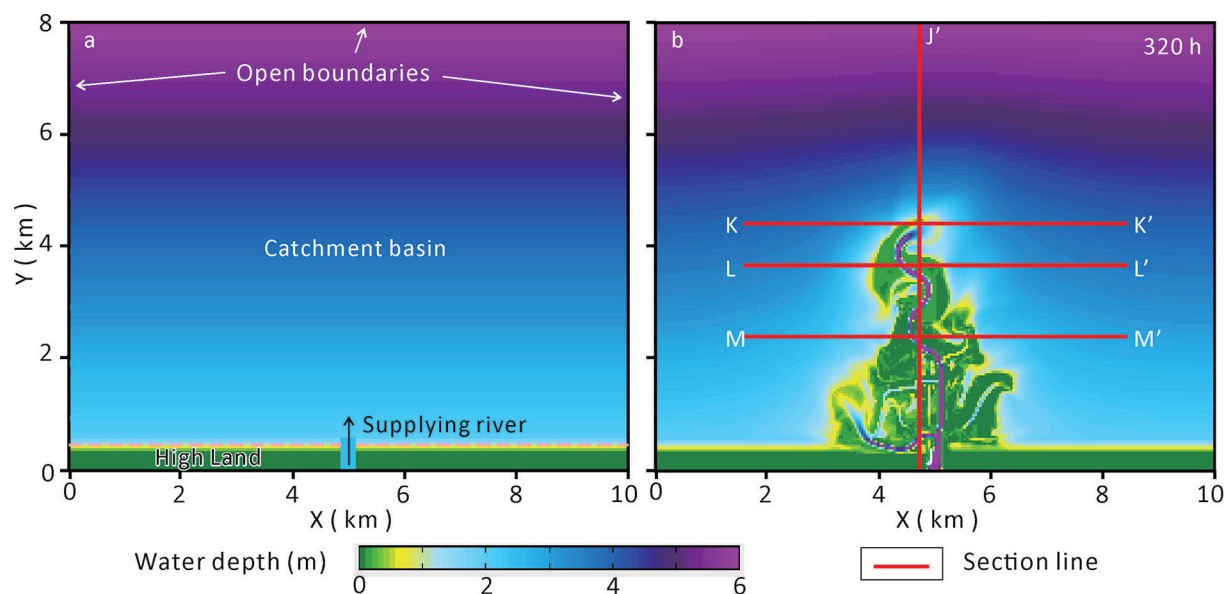 a
Open boundaries
Catchment basin
Supplying river
High Land
8
6
4
2
0
Y ( km )
0 2 4 6 8 10
X ( km )
b
J’
320 h
K K’
L L’
M M’
0 2 4 6 8 10
X ( km )
Water depth (m)
0 2 4 6
Section line